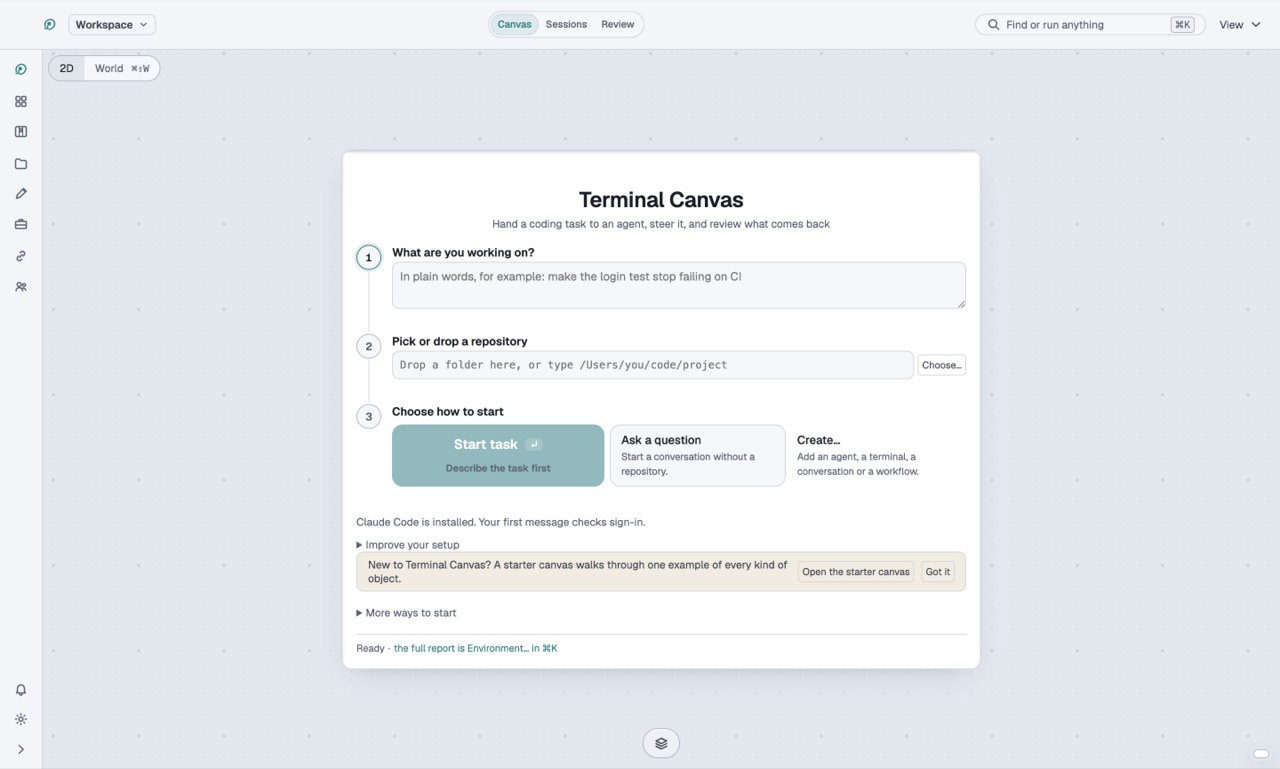 Workspace
Canvas Sessions Review
Find or run anything ⌘K
View
2D World ⌘⇧W
Terminal Canvas
Hand a coding task to an agent, steer it, and review what comes back
1 What are you working on?
In plain words, for example: make the login test stop failing on CI
2 Pick or drop a repository
Drop a folder here, or type /Users/you/code/project
Choose…
3 Choose how to start
Start task ↵
Describe the task first
Ask a question
Start a conversation without a
repository.
Create…
Add an agent, a terminal, a
conversation or a workflow.
Claude Code is installed. Your first message checks sign-in.
Improve your setup
New to Terminal Canvas? A starter canvas walks through one example of every kind of
object.
Open the starter canvas
Got it
More ways to start
Ready · the full report is Environment… in ⌘K